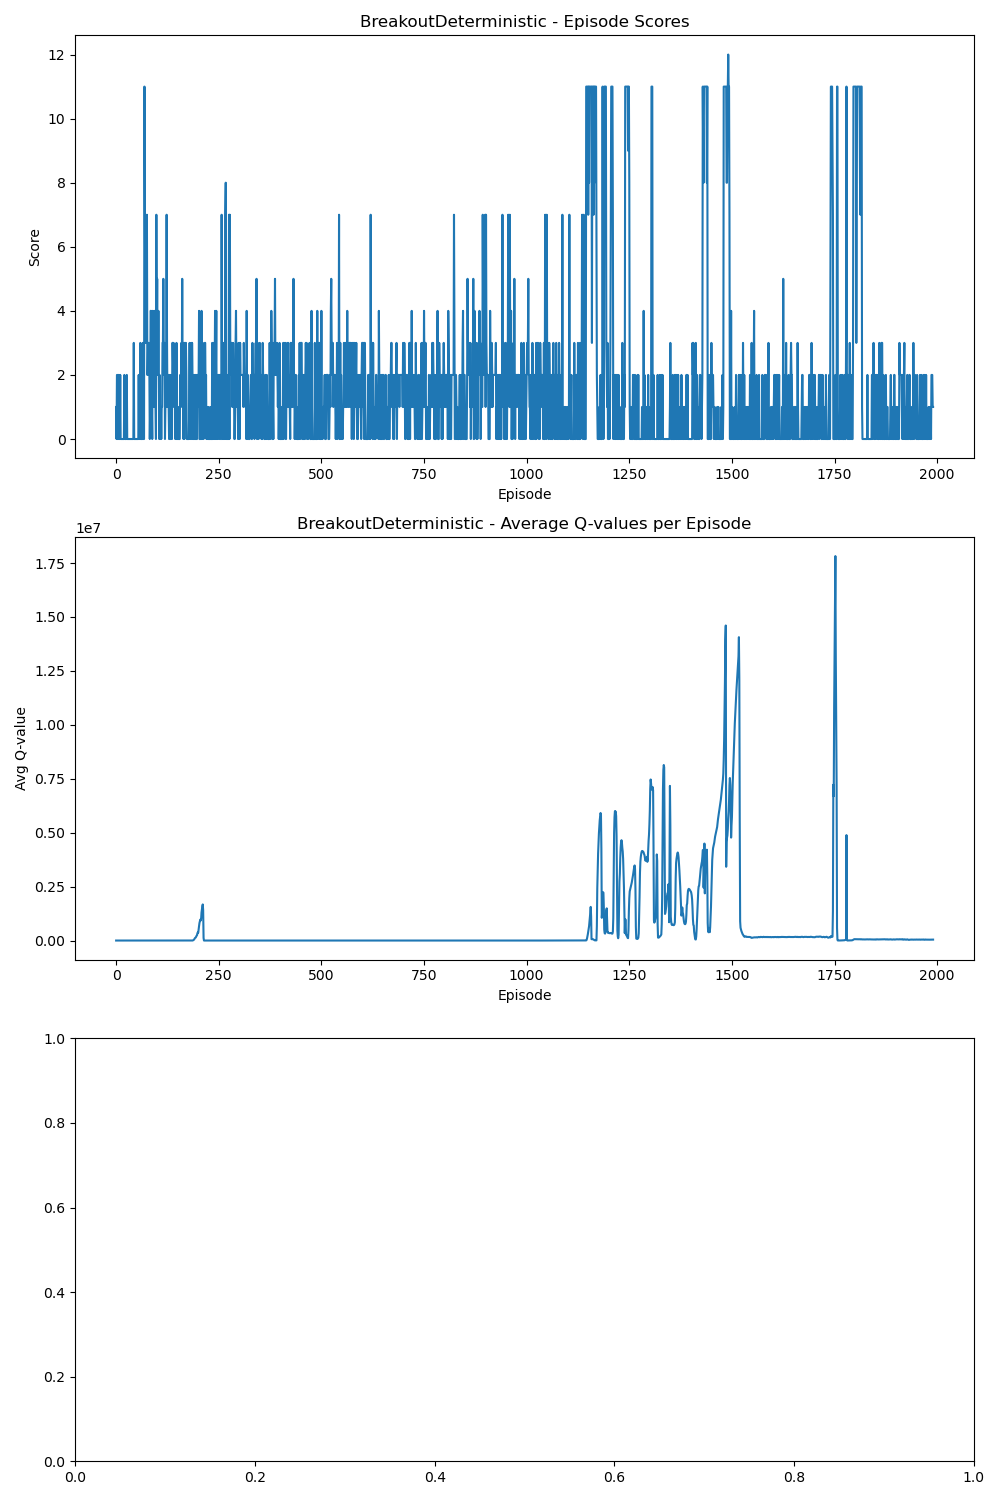 BreakoutDeterministic - Episode Scores
12
10
8
6
4
2
0
Score
0 250 500 750 1000 1250 1500 1750 2000
Episode
BreakoutDeterministic - Average Q-values per Episode
1e7
1.75
1.50
1.25
1.00
0.75
0.50
0.25
0.00
Avg Q-value
0 250 500 750 1000 1250 1500 1750 2000
Episode
1.0
0.8
0.6
0.4
0.2
0.0
0.0 0.2 0.4 0.6 0.8 1.0